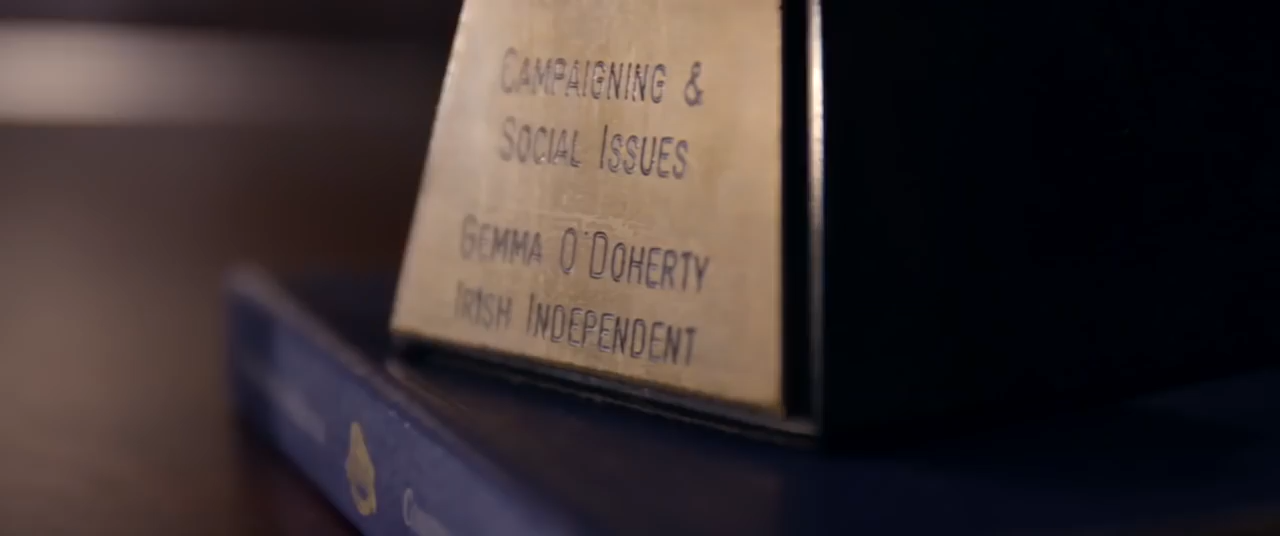 CAMPAIGNING &
SOCIAL ISSUES
GEMMA O'DOHERTY
IRISH INDEPENDENT